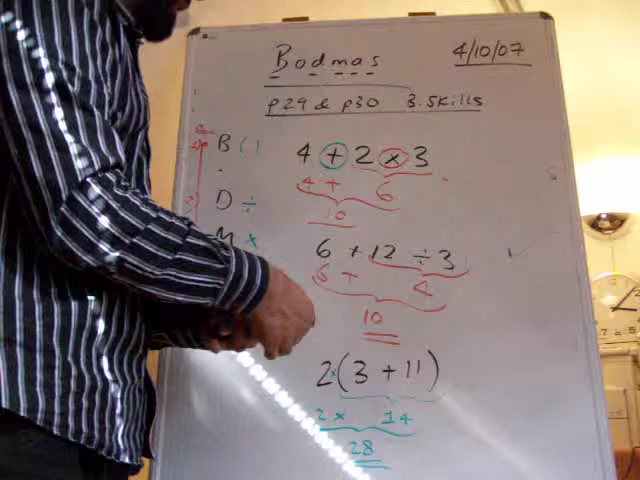 Bodmas
4/10/07
p29 & p30 3.5kills
B ( )
D ÷
M ×
4 + 2 × 3
4 + 6
10
6 + 12 ÷ 3
6 + 4
10
2×(3 + 11)
2 × 14
28